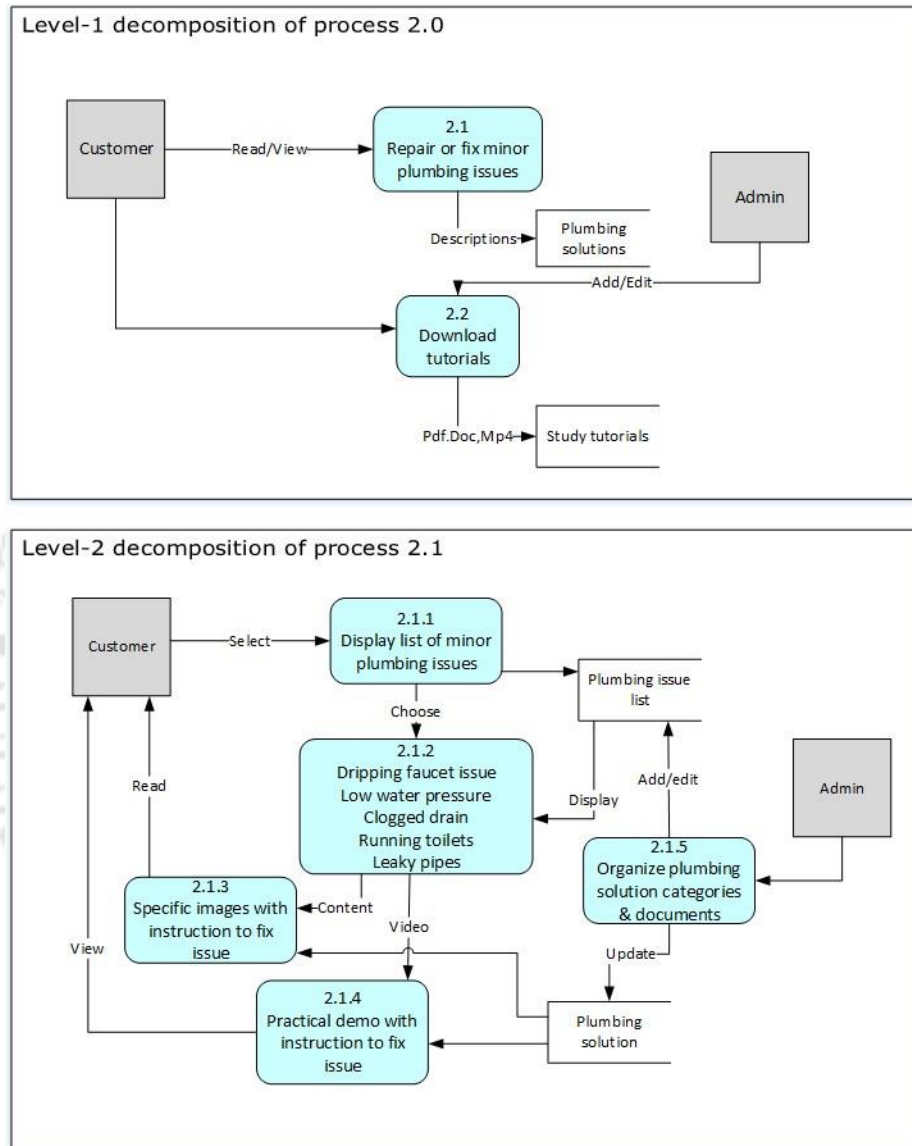 Level-1 decomposition of process 2.0
Customer
Read/View
2.1
Repair or fix minor
plumbing issues
Admin
Descriptions
Plumbing
solutions
Add/Edit
2.2
Download
tutorials
Pdf.Doc,Mp4
Study tutorials
Level-2 decomposition of process 2.1
Customer
Select
2.1.1
Display list of minor
plumbing issues
Plumbing issue
list
Choose
2.1.2
Dripping faucet issue
Low water pressure
Clogged drain
Running toilets
Leaky pipes
Read
Display
Add/edit
Admin
2.1.5
Organize plumbing
solution categories
& documents
2.1.3
Specific images with
instruction to fix
issue
Content
Video
View
Update
2.1.4
Practical demo with
instruction to fix
issue
Plumbing
solution